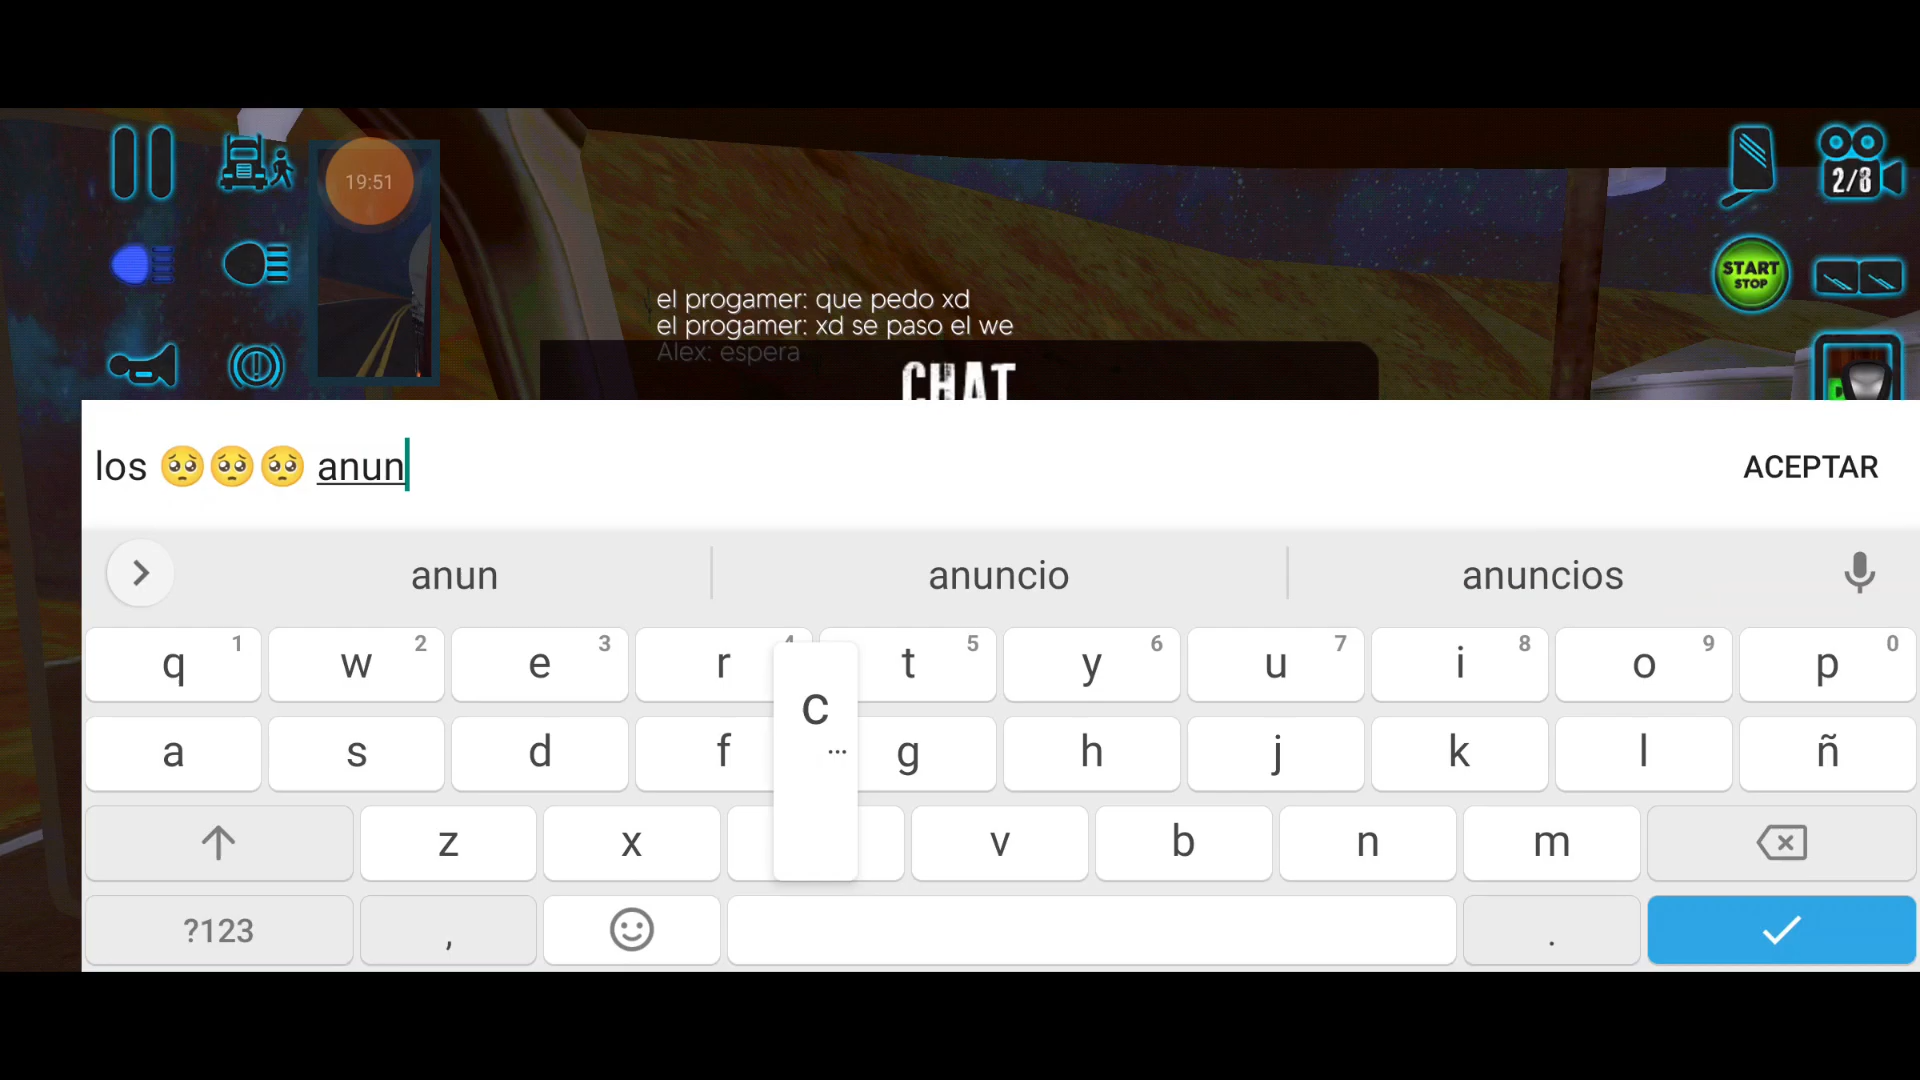 19:51
2/8
START
STOP
el progamer: que pedo xd
el progamer: xd se paso el we
Alex: espera
CHAT
los 🥺🥺🥺 anun
ACEPTAR
anun anuncio anuncios
q 1 w 2 e 3 r 4 t 5 y 6 u 7 i 8 o 9 p 0
c
...
a s d f g h j k l ñ
z x v b n m
?123 , .